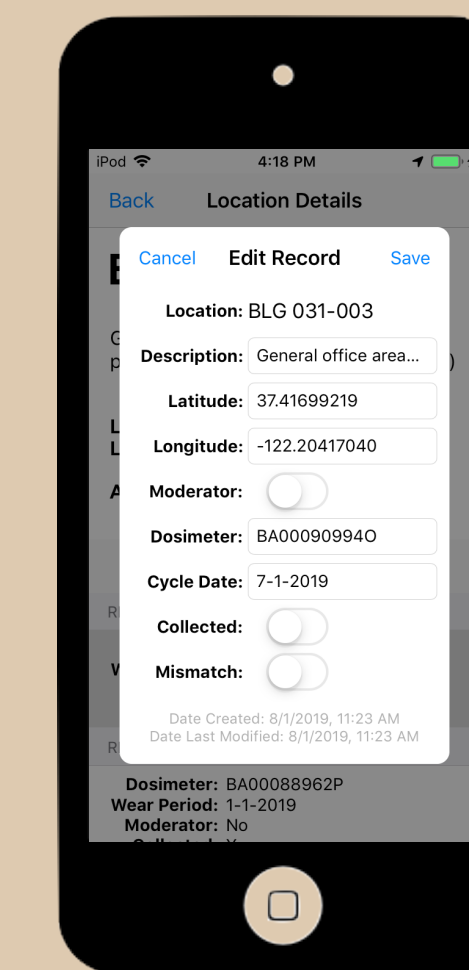 iPod 4:18 PM
Back Location Details
Cancel Edit Record Save
Location: BLG 031-003
Description: General office area...
Latitude: 37.41699219
Longitude: -122.20417040
Moderator:
Dosimeter: BA00090994O
Cycle Date: 7-1-2019
Collected:
Mismatch:
Date Created: 8/1/2019, 11:23 AM
Date Last Modified: 8/1/2019, 11:23 AM
Dosimeter: BA00088962P
Wear Period: 1-1-2019
Moderator: No